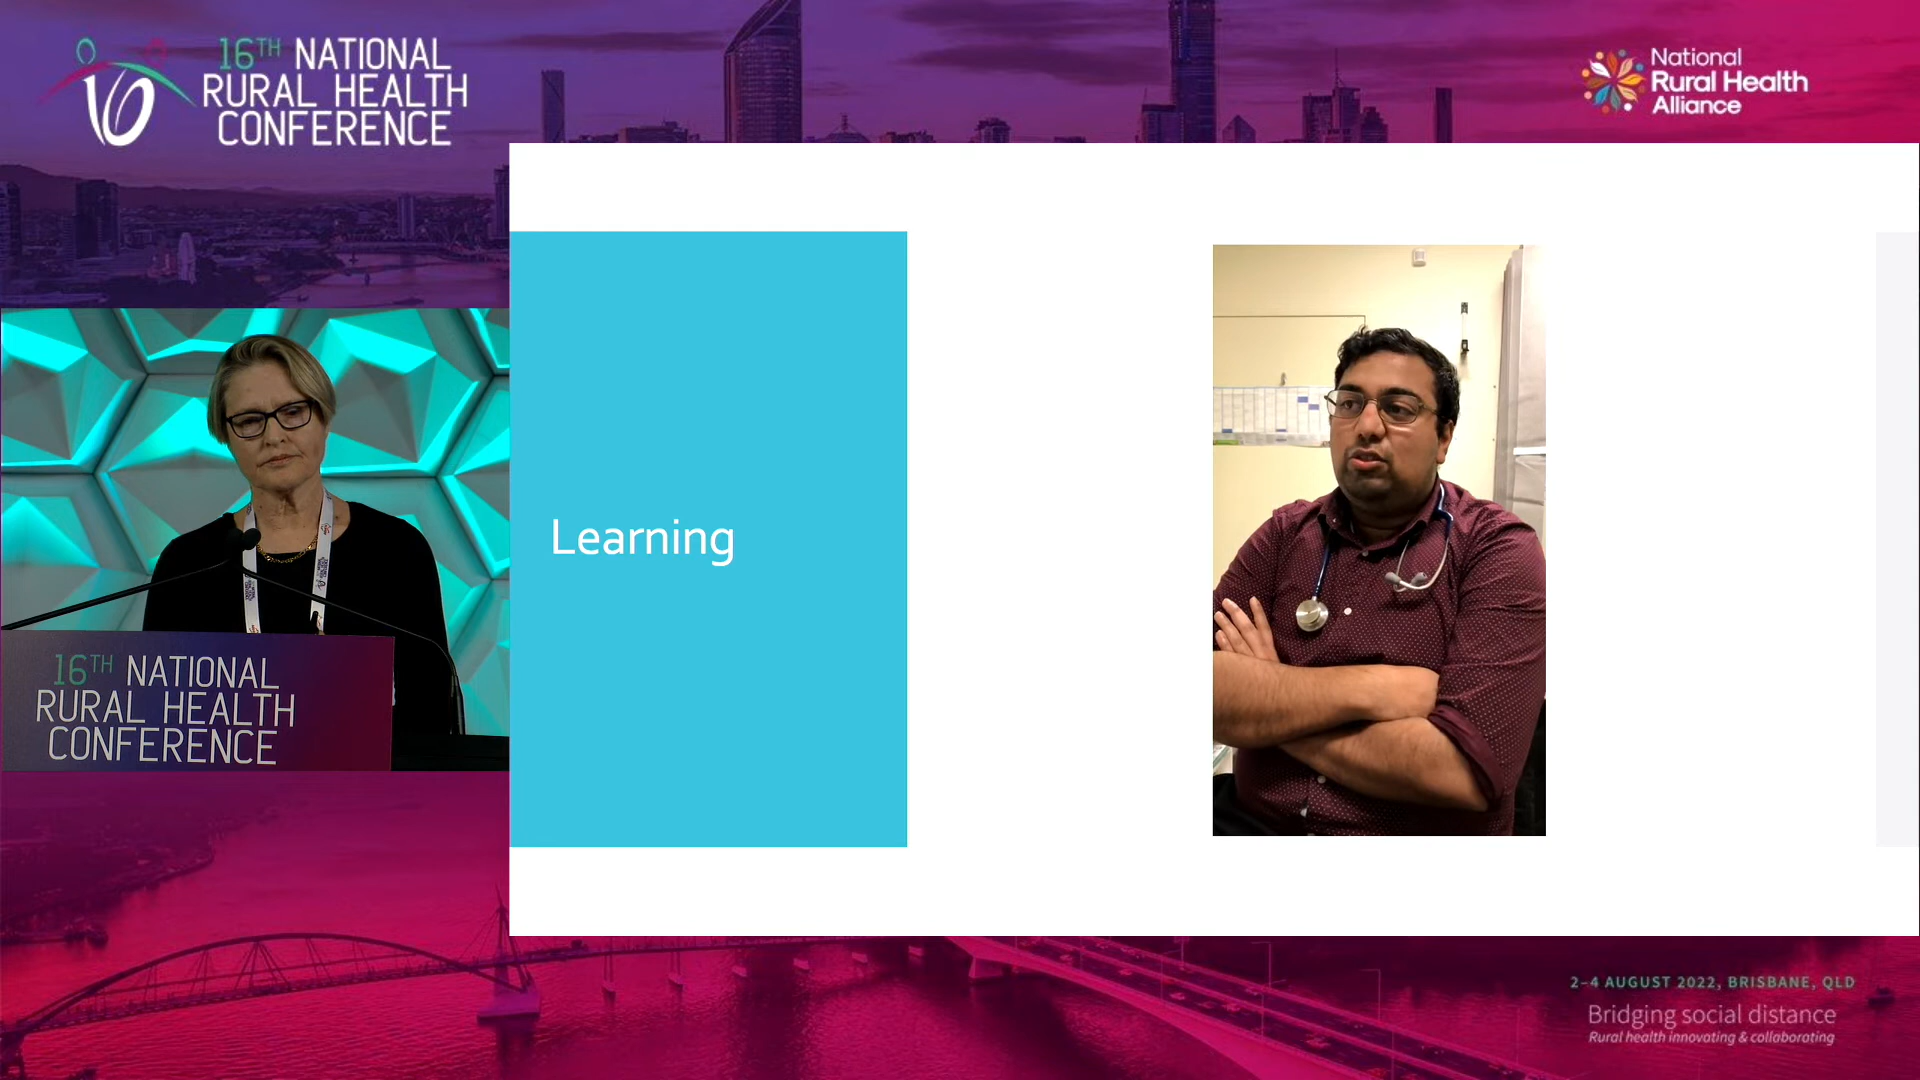 16TH NATIONAL
RURAL HEALTH
CONFERENCE
National
Rural Health
Alliance
Learning
16TH NATIONAL
RURAL HEALTH
CONFERENCE
2–4 AUGUST 2022, BRISBANE, QLD
Bridging social distance
Rural health innovating & collaborating